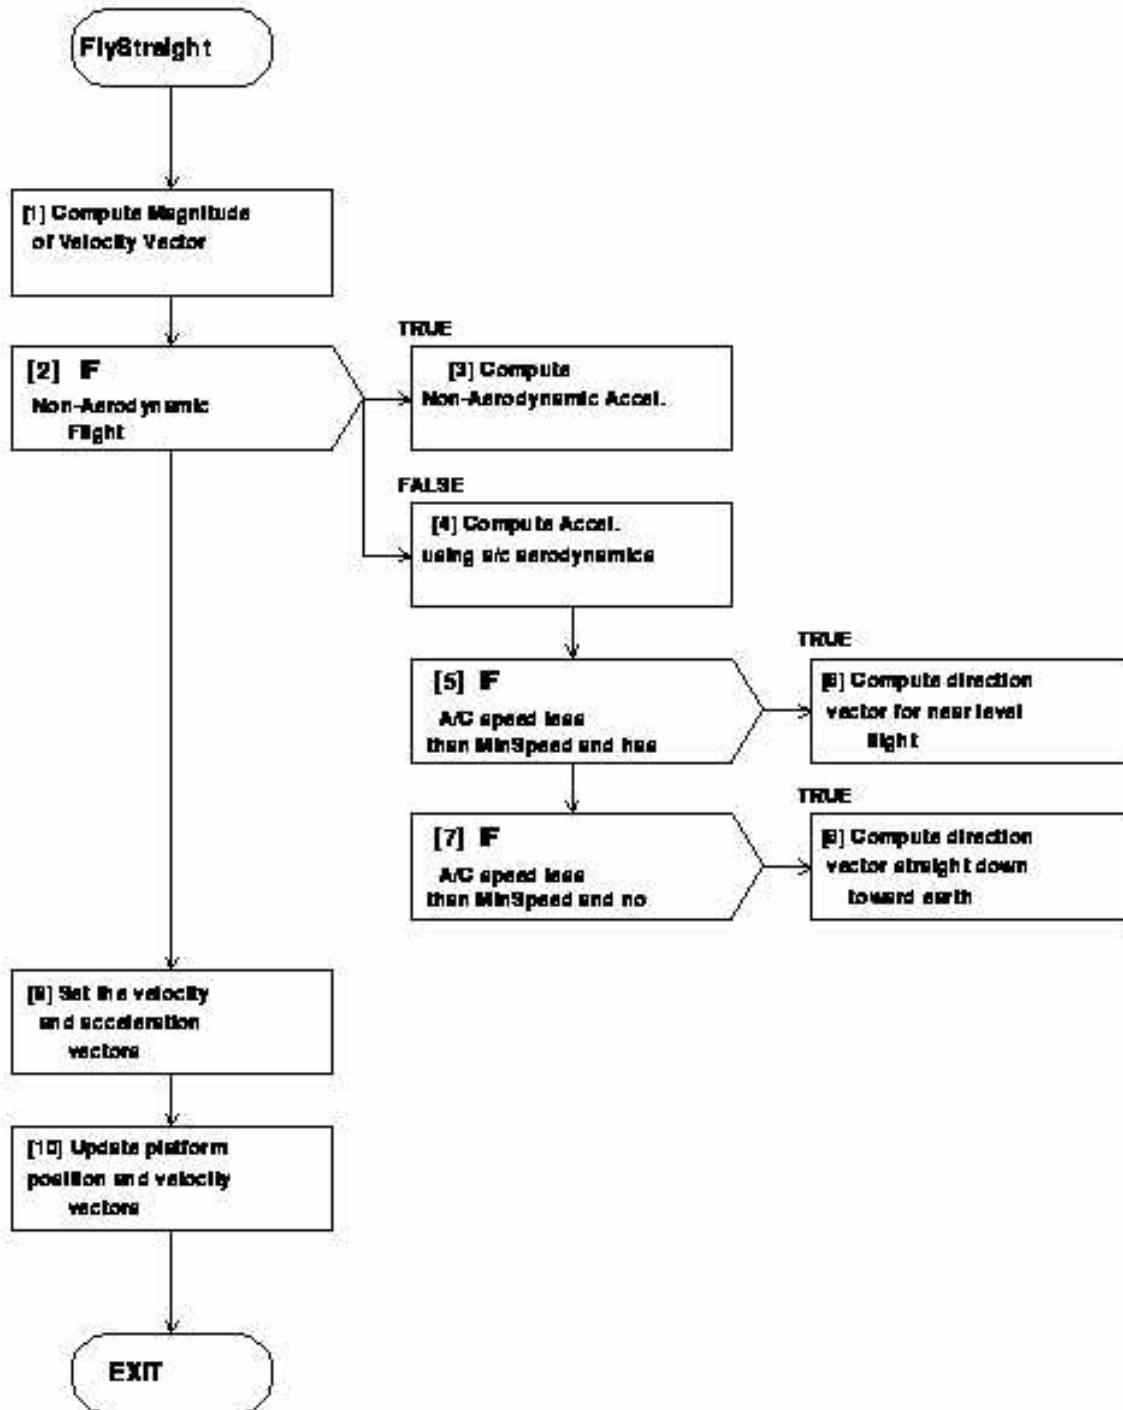 FlyStraight
[1] Compute Magnitude
of Velocity Vector
[2] IF
Non-Aerodynamic
Flight
TRUE
[3] Compute
Non-Aerodynamic Accel.
FALSE
[4] Compute Accel.
using a/c aerodynamics
[5] IF
A/C speed less
than MinSpeed and has
TRUE
[6] Compute direction
vector for near level
flight
[7] IF
A/C speed less
than MinSpeed and no
TRUE
[8] Compute direction
vector straight down
toward earth
[9] Set the velocity
and acceleration
vectors
[10] Update platform
position and velocity
vectors
EXIT